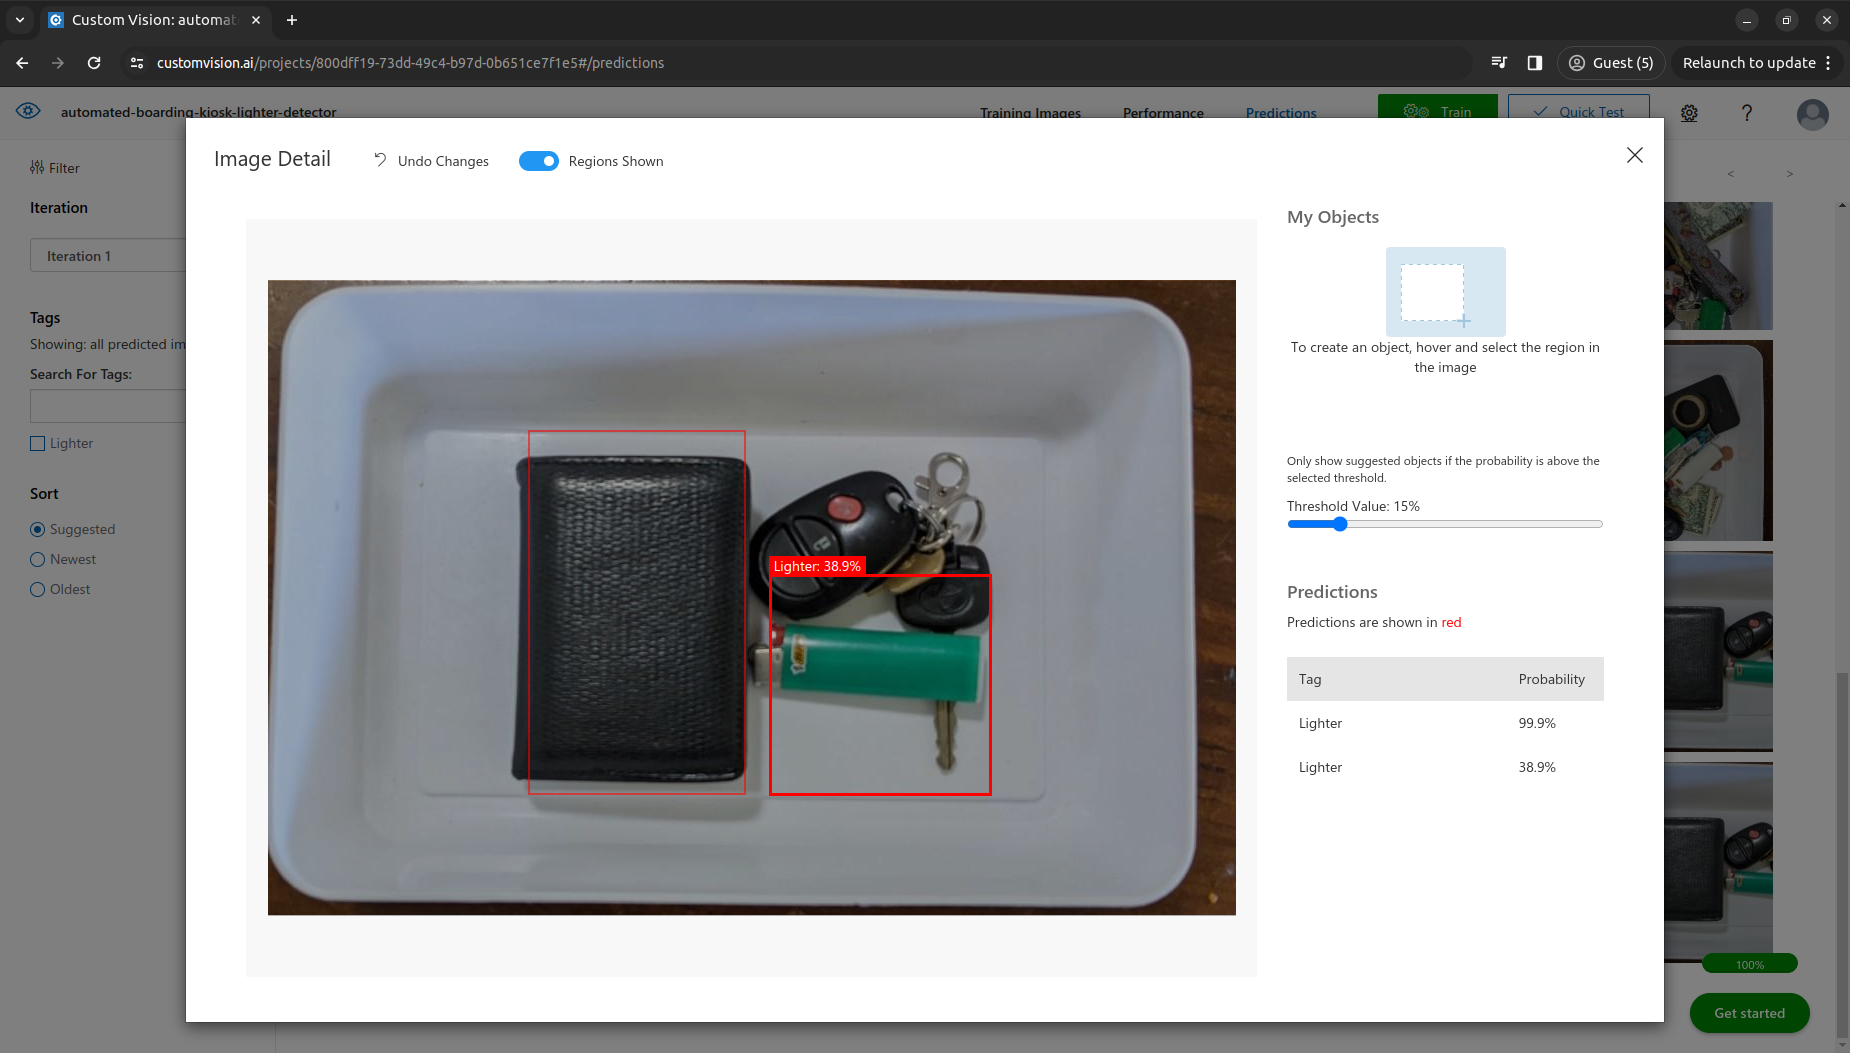 Custom Vision: automat
customvision.ai/projects/800dff19-73dd-49c4-b97d-0b651ce7f1e5#/predictions
Guest (5)
Relaunch to update
automated-boarding-kiosk-lighter-detector
Training Images
Performance
Predictions
Train
Quick Test
?
Filter
Iteration
Iteration 1
Tags
Showing: all predicted im
Search For Tags:
Lighter
Sort
Suggested
Newest
Oldest
Image Detail
Undo Changes
Regions Shown
Lighter: 38.9%
My Objects
To create an object, hover and select the region in
the image
Only show suggested objects if the probability is above the
selected threshold.
Threshold Value: 15%
Predictions
Predictions are shown in red
Tag Probability
Lighter 99.9%
Lighter 38.9%
< >
100%
Get started